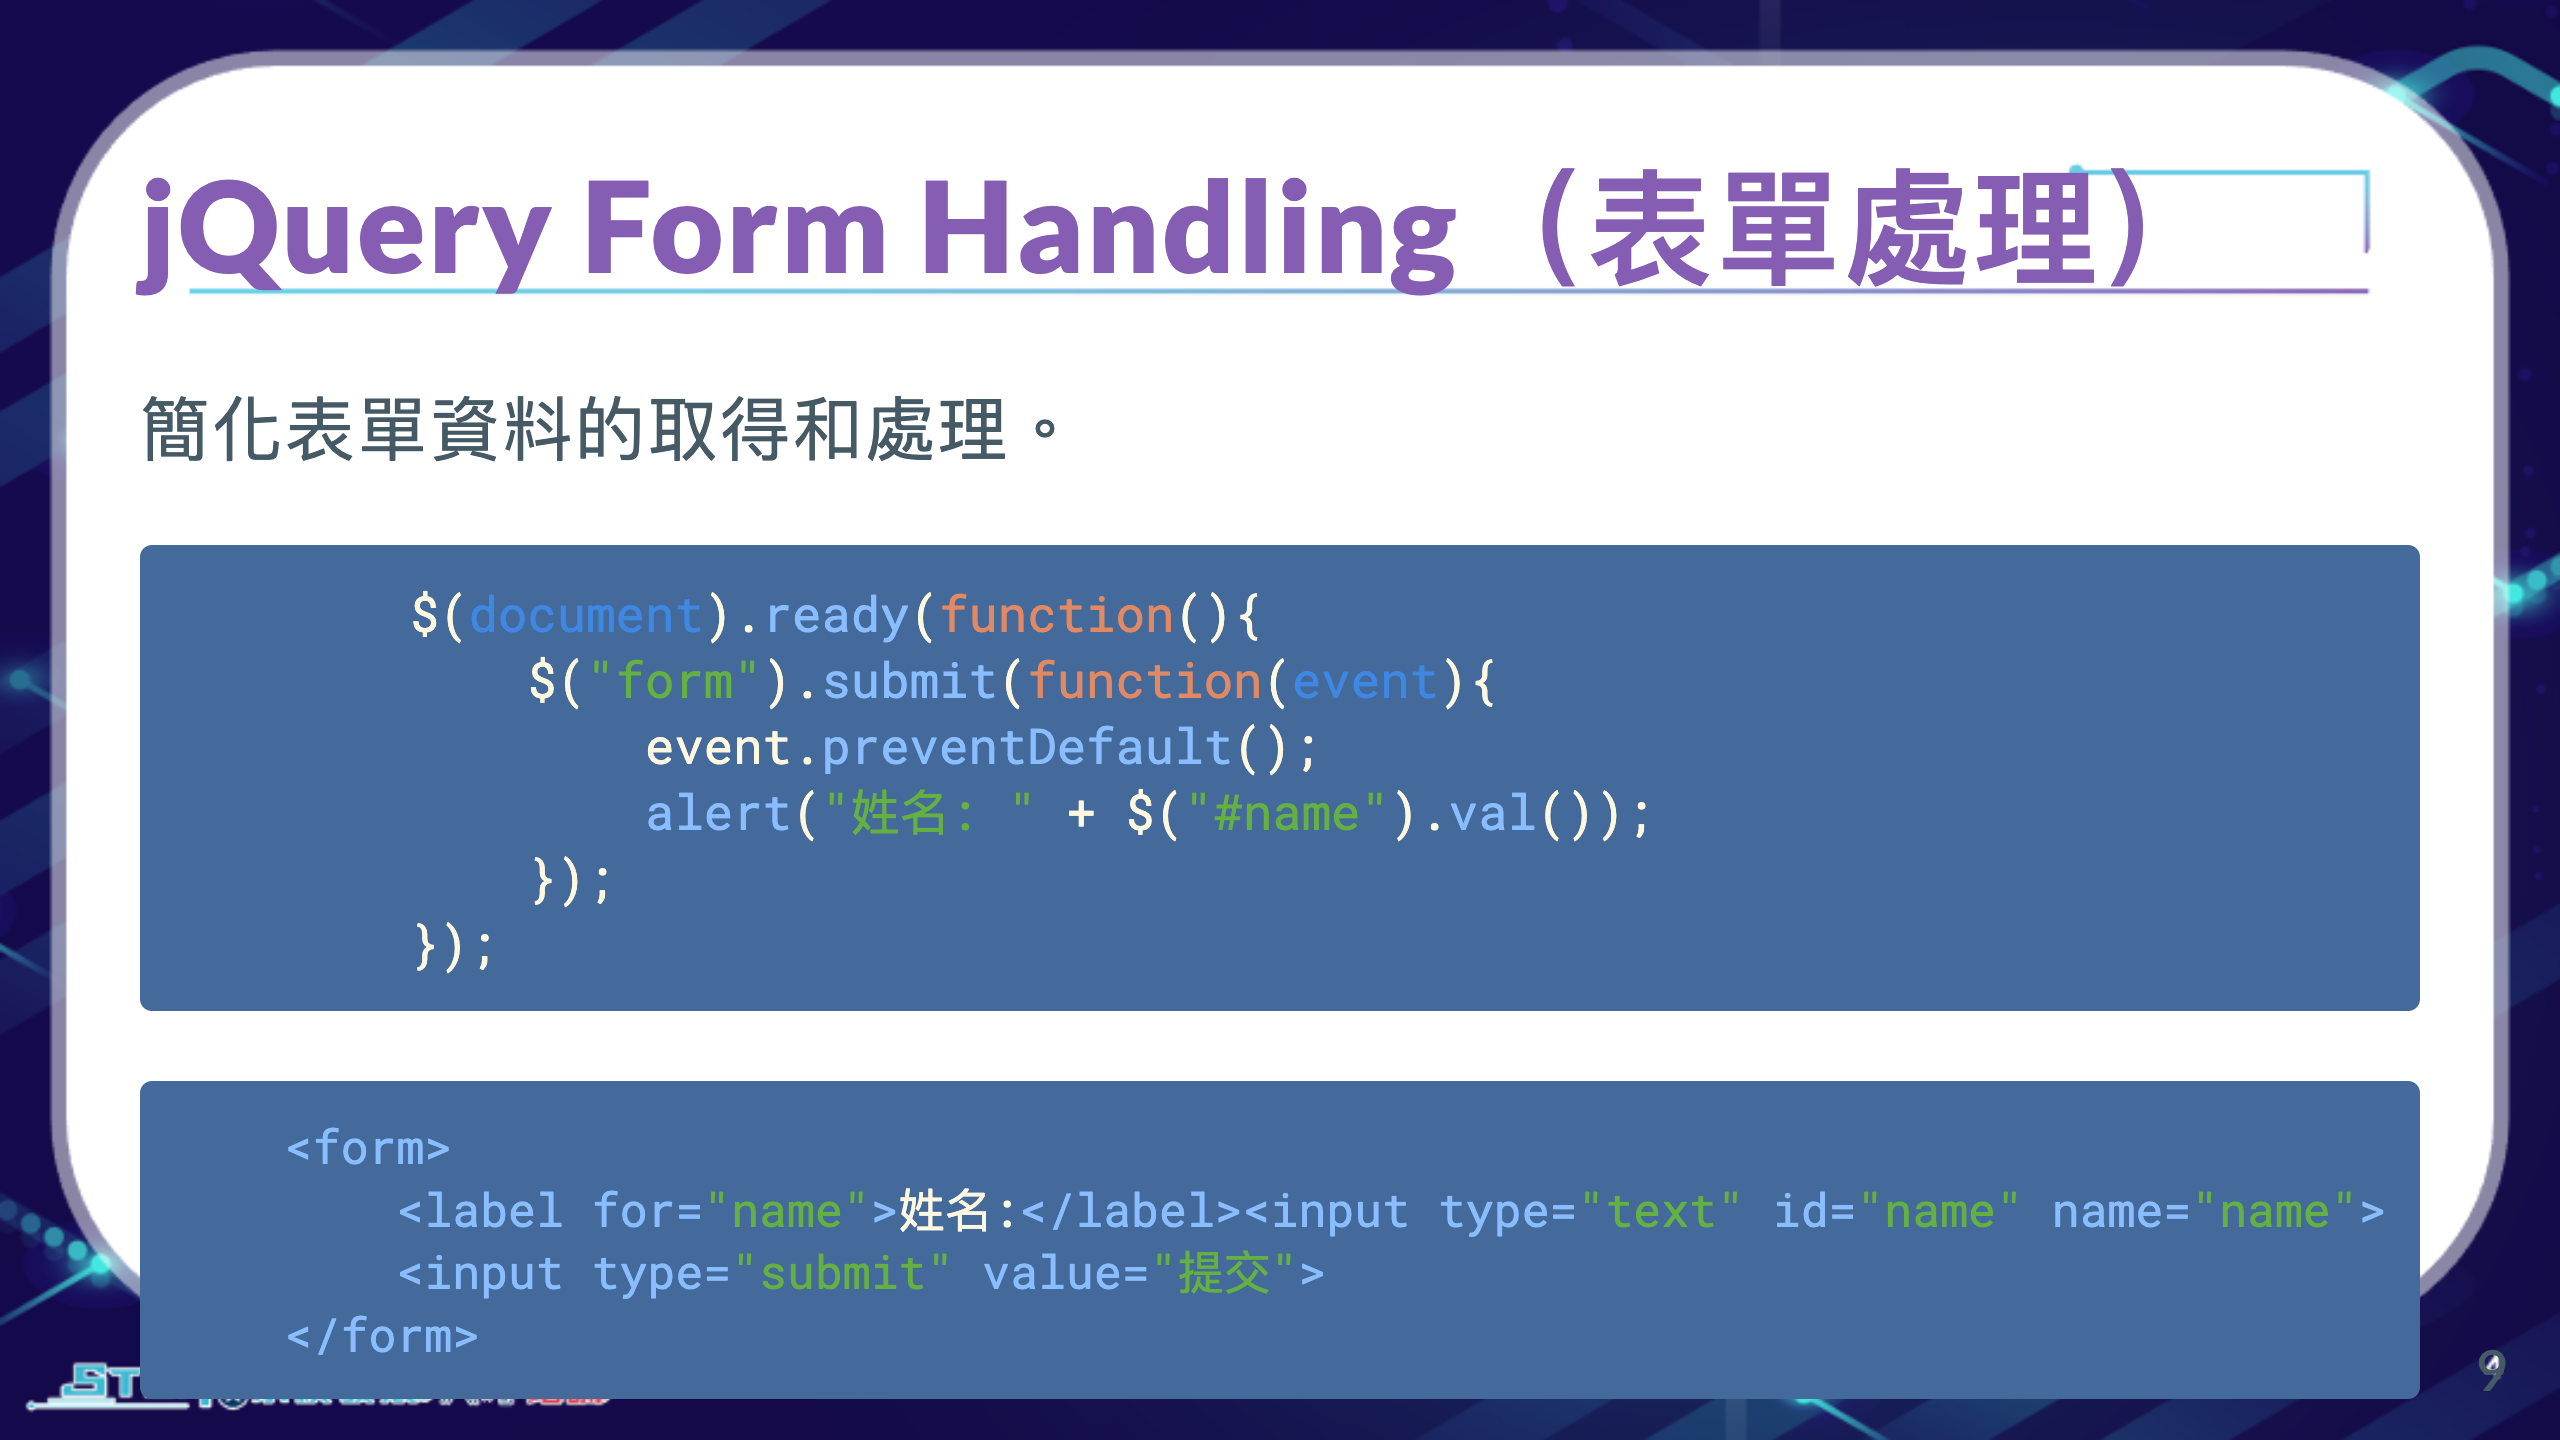 jQuery Form Handling（表單處理）
簡化表單資料的取得和處理。
$(document).ready(function(){
    $("form").submit(function(event){
        event.preventDefault();
        alert("姓名: " + $("#name").val());
    });
});
<form>
    <label for="name">姓名:</label><input type="text" id="name" name="name">
    <input type="submit" value="提交">
</form>
9